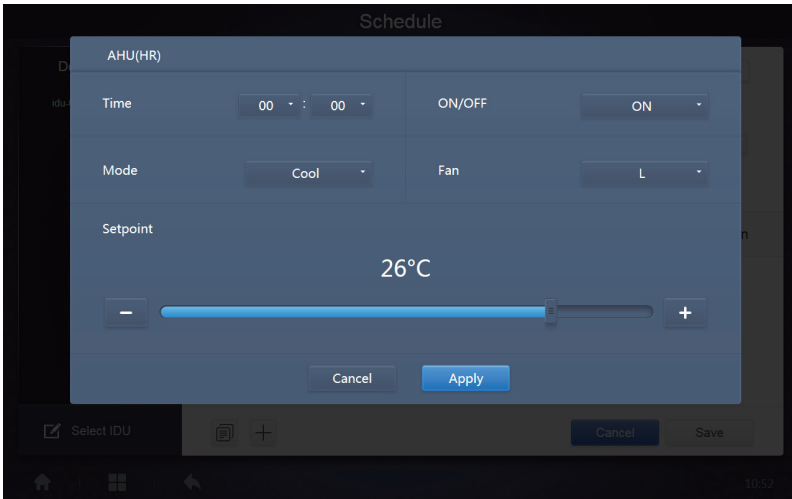 Schedule
AHU(HR)
Time 00 : 00 ON/OFF ON
Mode Cool Fan L
Setpoint
26°C
− +
Cancel Apply
Select IDU Cancel Save
10:52